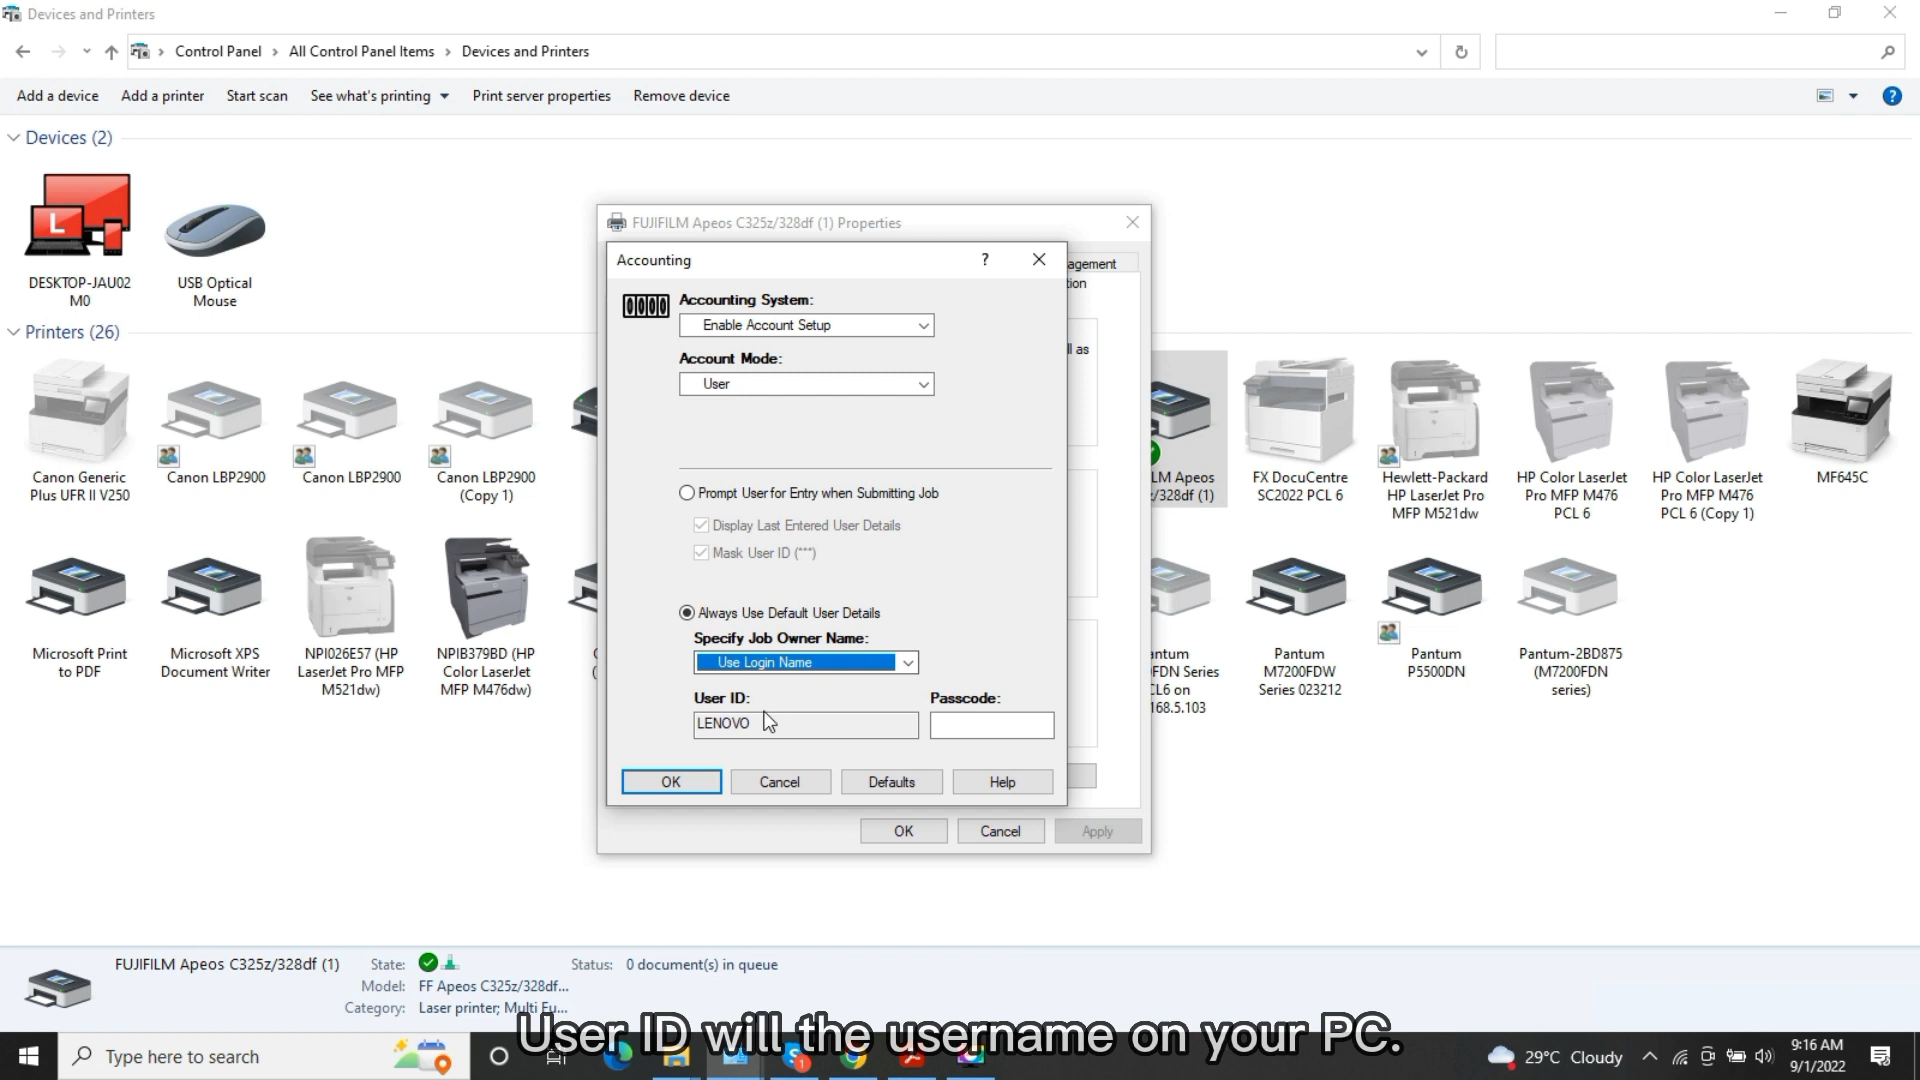 Devices and Printers
Control Panel > All Control Panel Items > Devices and Printers
Add a device Add a printer Start scan See what's printing Print server properties Remove device
Devices (2)
L
DESKTOP-JAU02
M0
USB Optical
Mouse
Printers (26)
Canon Generic
Plus UFR II V250
Canon LBP2900
Canon LBP2900
Canon LBP2900
(Copy 1)
LM Apeos
z/328df (1)
FX DocuCentre
SC2022 PCL 6
Hewlett-Packard
HP LaserJet Pro
MFP M521dw
HP Color LaserJet
Pro MFP M476
PCL 6
HP Color LaserJet
Pro MFP M476
PCL 6 (Copy 1)
MF645C
Microsoft Print
to PDF
Microsoft XPS
Document Writer
NPI026E57 (HP
LaserJet Pro MFP
M521dw)
NPIB379BD (HP
Color LaserJet
MFP M476dw)
antum
FDN Series
CL6 on
168.5.103
Pantum
M7200FDW
Series 023212
Pantum
P5500DN
Pantum-2BD875
(M7200FDN
series)
FUJIFILM Apeos C325z/328df (1) Properties
agement
tion
ll as
Accounting
?
0000
Accounting System:
Enable Account Setup
Account Mode:
User
Prompt User for Entry when Submitting Job
Display Last Entered User Details
Mask User ID (***)
Always Use Default User Details
Specify Job Owner Name:
Use Login Name
User ID: Passcode:
LENOVO
OK Cancel Defaults Help
OK Cancel Apply
FUJIFILM Apeos C325z/328df (1) State: Status: 0 document(s) in queue
Model: FF Apeos C325z/328df...
Category: Laser printer; Multi Fu...
User ID will the username on your PC.
Type here to search
1
29°C Cloudy
9:16 AM
9/1/2022